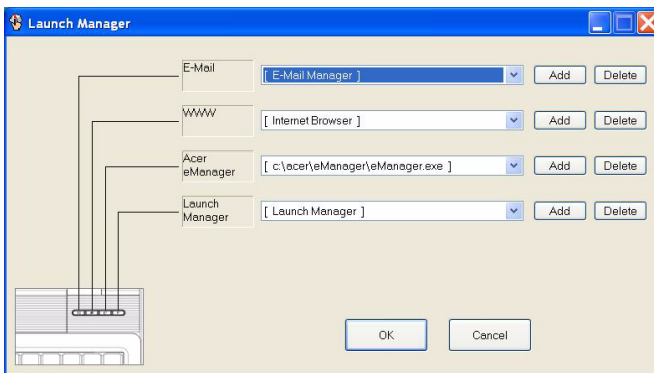 Launch Manager
E-Mail
[ E-Mail Manager ]
Add
Delete
WWW
[ Internet Browser ]
Add
Delete
Acer
eManager
[ c:\acer\eManager\eManager.exe ]
Add
Delete
Launch
Manager
[ Launch Manager ]
Add
Delete
OK
Cancel